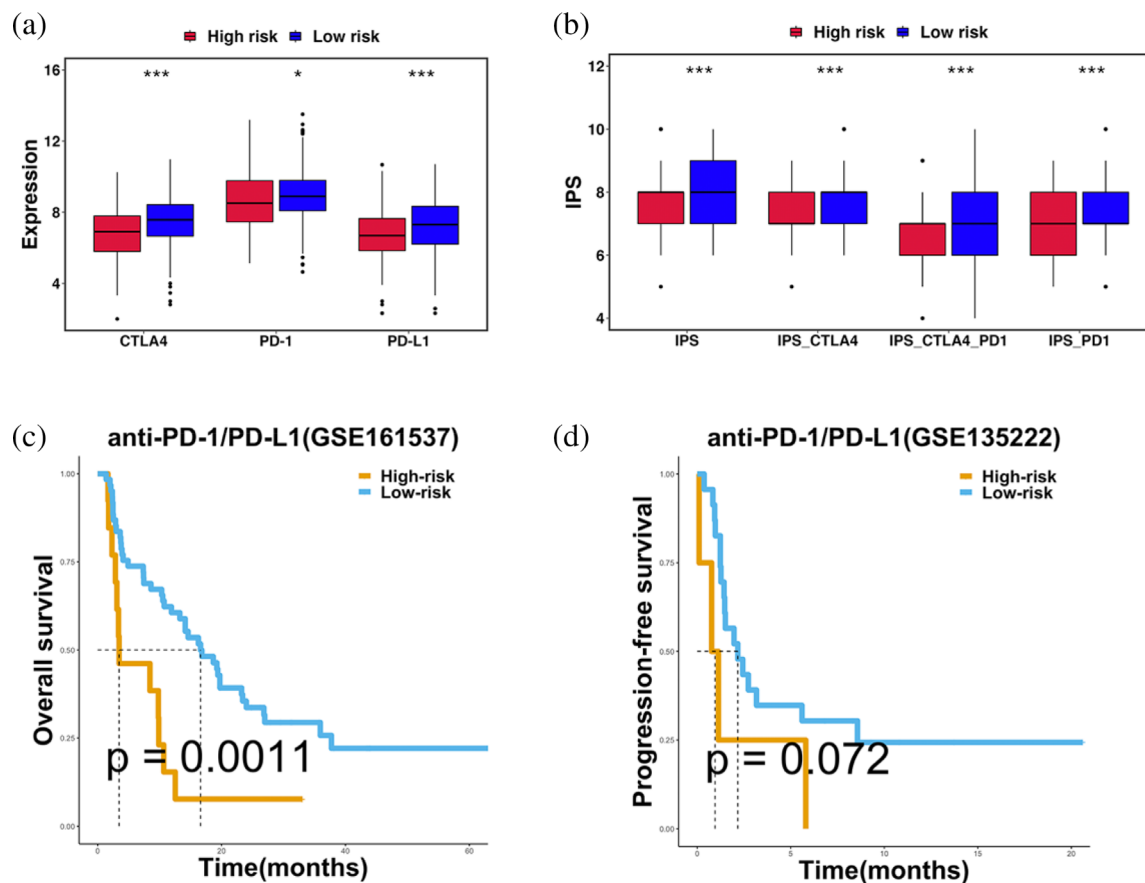 (a)
High risk Low risk
Expression
16
12
8
4
*** * ***
CTLA4 PD-1 PD-L1
(b)
High risk Low risk
IPS
12
10
8
6
4
*** *** *** ***
IPS IPS_CTLA4 IPS_CTLA4_PD1 IPS_PD1
(c)
anti-PD-1/PD-L1(GSE161537)
High-risk
Low-risk
Overall survival
1.00
0.75
0.50
0.25
0.00
p = 0.0011
0 20 40 60
Time(months)
(d)
anti-PD-1/PD-L1(GSE135222)
High-risk
Low-risk
Progression-free survival
1.00
0.75
0.50
0.25
0.00
p = 0.072
0 5 10 15 20
Time(months)